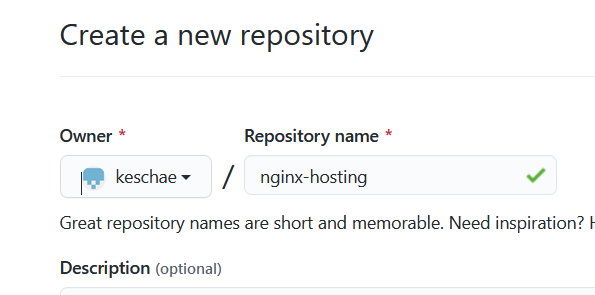 Create a new repository
Owner * Repository name *
keschae / nginx-hosting
Great repository names are short and memorable. Need inspiration?
Description (optional)